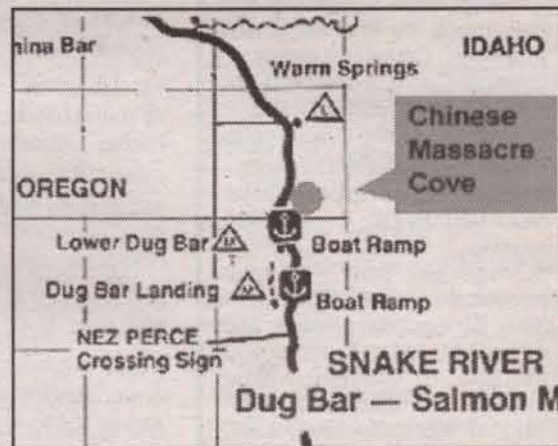 hina Bar
IDAHO
Warm Springs
L
Chinese
Massacre
Cove
OREGON
Lower Dug Bar
M
T
Boat Ramp
Dug Bar Landing
M
Boat Ramp
NEZ PERCE
Crossing Sign
SNAKE RIVER
Dug Bar — Salmon M